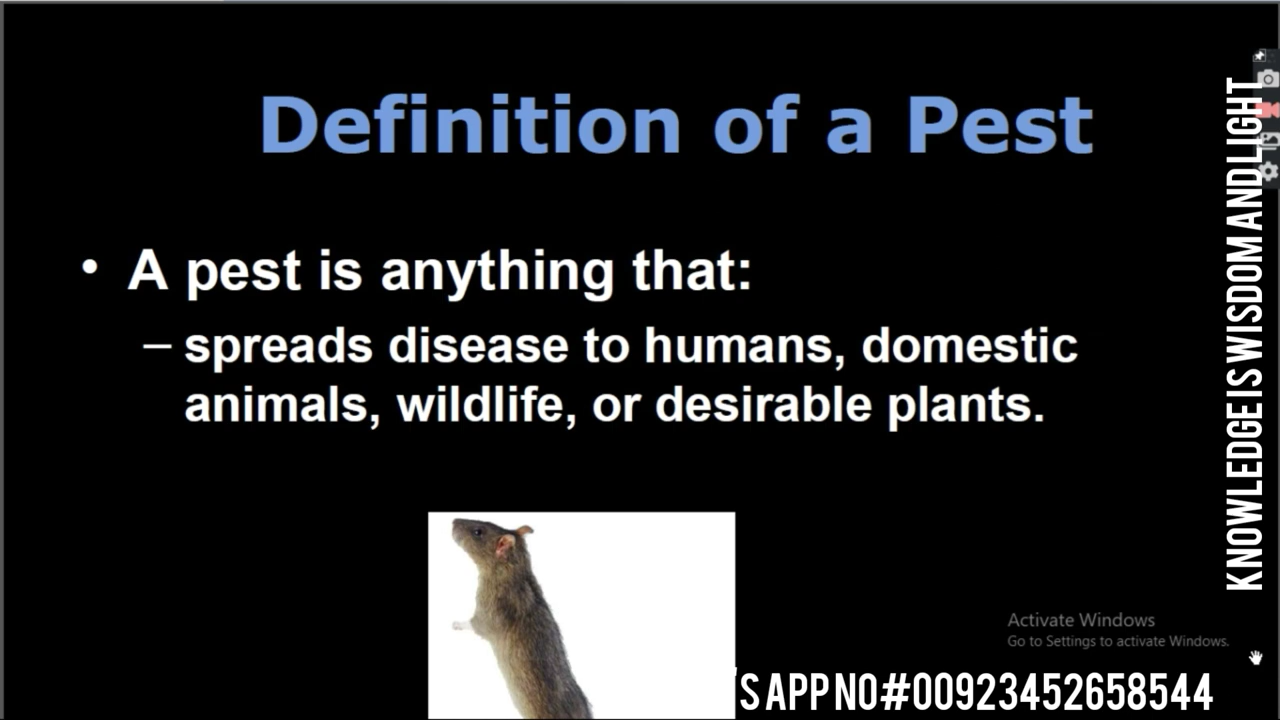 Definition of a Pest
• A pest is anything that:
– spreads disease to humans, domestic
animals, wildlife, or desirable plants.
KNOWLEDGE IS WISDOM AND LIGHT
Activate Windows
Go to Settings to activate Windows.
'S APP NO#00923452658544